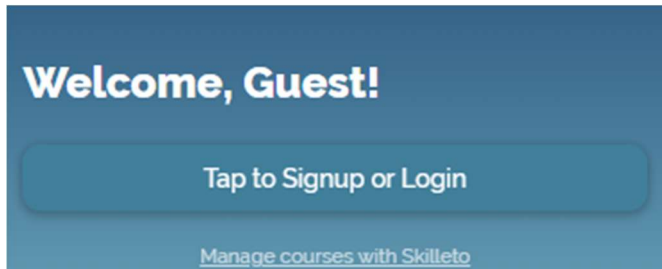 Welcome, Guest!
Tap to Signup or Login
Manage courses with Skilleto